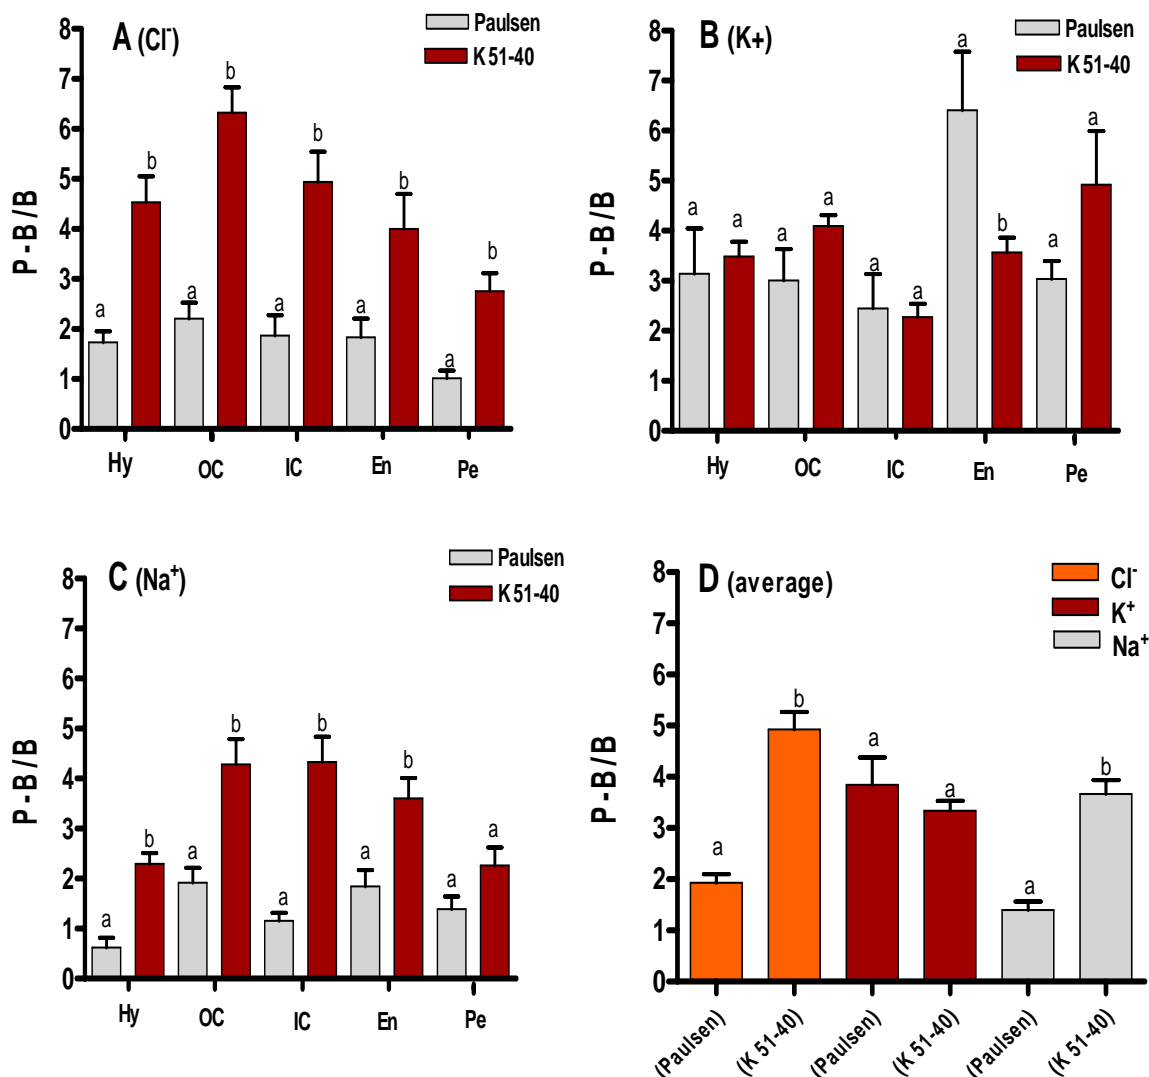 A (Cl⁻)
Paulsen
K 51-40
P - B / B
8
7
6
5
4
3
2
1
0
a b a b a b a b a b
Hy OC IC En Pe
B (K+)
Paulsen
K 51-40
P - B / B
8
7
6
5
4
3
2
1
0
a a a a a a a b a a
Hy OC IC En Pe
C (Na⁺)
Paulsen
K 51-40
P - B / B
8
7
6
5
4
3
2
1
0
a b a b a b a b a a
Hy OC IC En Pe
D (average)
Cl⁻
K⁺
Na⁺
P - B / B
8
7
6
5
4
3
2
1
0
a b a a a b
(Paulsen) (K 51-40) (Paulsen) (K 51-40) (Paulsen) (K 51-40)